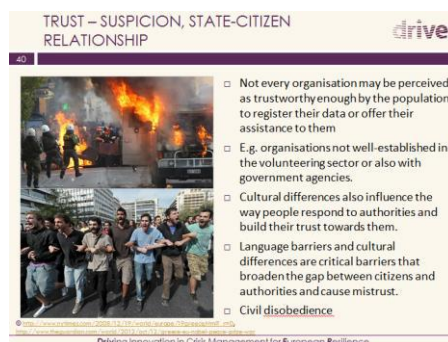 TRUST – SUSPICION, STATE-CITIZEN
RELATIONSHIP
drive
40
Not every organisation may be perceived
as trustworthy enough by the population
to register their data or offer their
assistance to them
E.g. organisations not well-established in
the volunteering sector or also with
government agencies.
Cultural differences also influence the
way people respond to authorities and
build their trust towards them.
Language barriers and cultural
differences are critical barriers that
broaden the gap between citizens and
authorities and cause mistrust.
Civil disobedience
Driving Innovation in Crisis Management for European Resilience